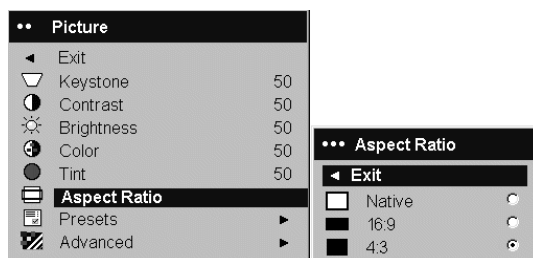 Picture
Exit
Keystone 50
Contrast 50
Brightness 50
Color 50
Tint 50
Aspect Ratio
Presets
Advanced
Aspect Ratio
Exit
Native
16:9
4:3